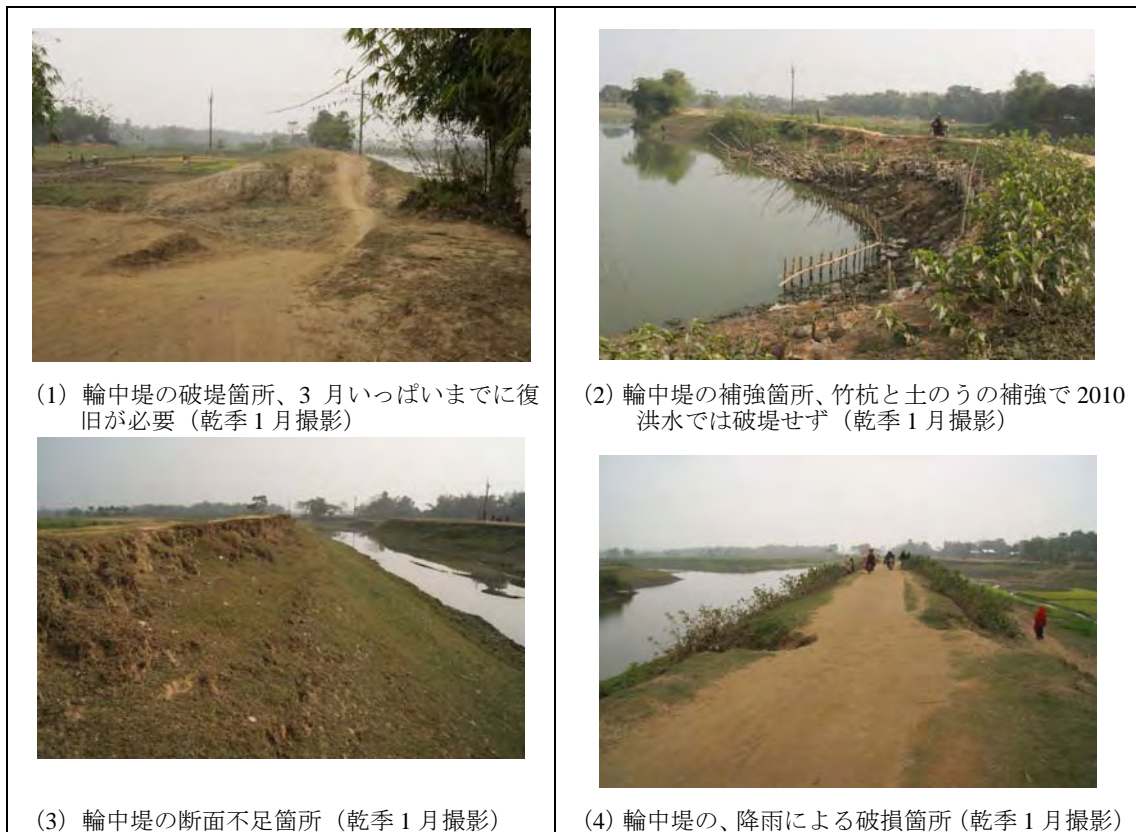 (1) 輪中堤の破堤箇所、3 月いっぱいまでに復
旧が必要（乾季 1 月撮影）
(2) 輪中堤の補強箇所、竹杭と土のうの補強で 2010
洪水では破堤せず（乾季 1 月撮影）
(3) 輪中堤の断面不足箇所（乾季 1 月撮影）
(4) 輪中堤の、降雨による破損箇所（乾季 1 月撮影）